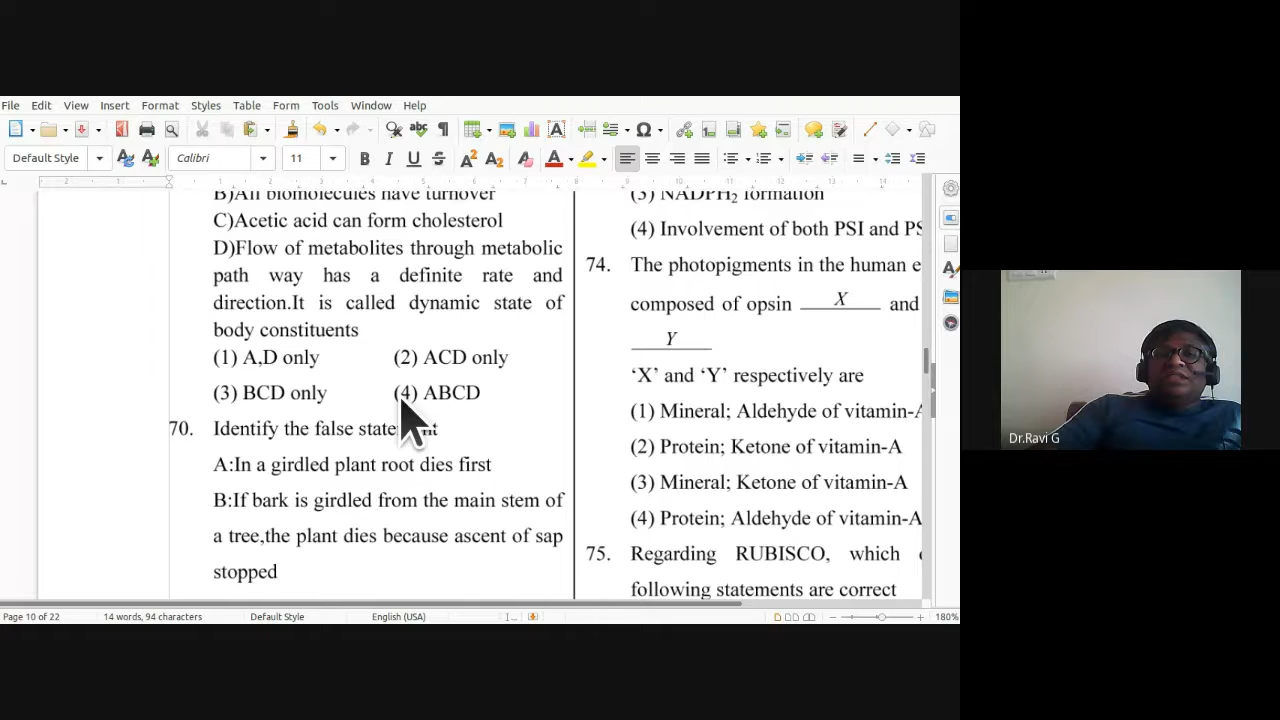 File Edit View Insert Format Styles Table Form Tools Window Help
Default Style Calibri 11
B)All biomolecules have turnover
C)Acetic acid can form cholesterol
D)Flow of metabolites through metabolic
path way has a definite rate and
direction.It is called dynamic state of
body constituents
(1) A,D only (2) ACD only
(3) BCD only (4) ABCD
70. Identify the false
A:In a girdled plant root dies first
B:If bark is girdled from the main stem of
a tree,the plant dies because ascent of sap
stopped
(3) NADPH2 formation
(4) Involvement of both PSI and PS
74. The photopigments in the human e
composed of opsin X and
Y
‘X’ and ‘Y’ respectively are
(1) Mineral; Aldehyde of vitamin-A
(2) Protein; Ketone of vitamin-A
(3) Mineral; Ketone of vitamin-A
(4) Protein; Aldehyde of vitamin-A
75. Regarding RUBISCO, which
following statements are correct
Page 10 of 22 14 words, 94 characters Default Style English (USA) 180%
Dr.Ravi G